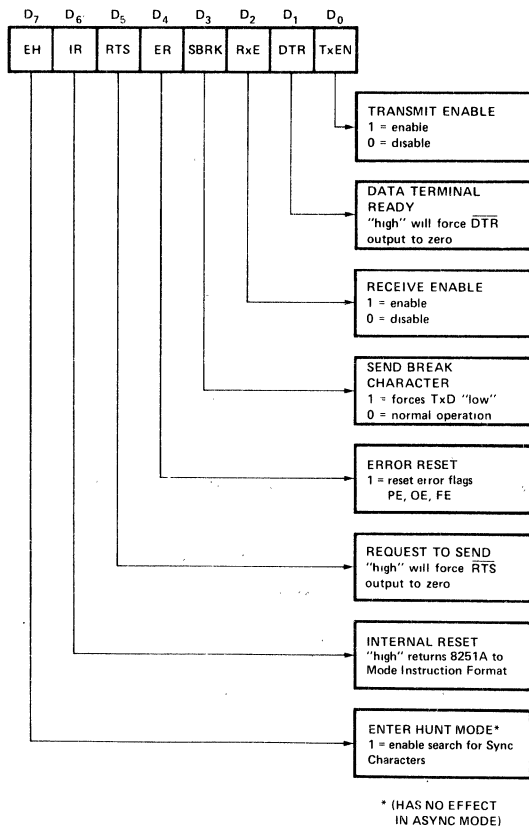 D7 D6 D5 D4 D3 D2 D1 D0
EH IR RTS ER SBRK RxE DTR TxEN
TRANSMIT ENABLE
1 = enable
0 = disable
DATA TERMINAL
READY
"high" will force DTR
output to zero
RECEIVE ENABLE
1 = enable
0 = disable
SEND BREAK
CHARACTER
1 = forces TxD "low"
0 = normal operation
ERROR RESET
1 = reset error flags
PE, OE, FE
REQUEST TO SEND
"high" will force RTS
output to zero
INTERNAL RESET
"high" returns 8251A to
Mode Instruction Format
ENTER HUNT MODE*
1 = enable search for Sync
Characters
* (HAS NO EFFECT
IN ASYNC MODE)